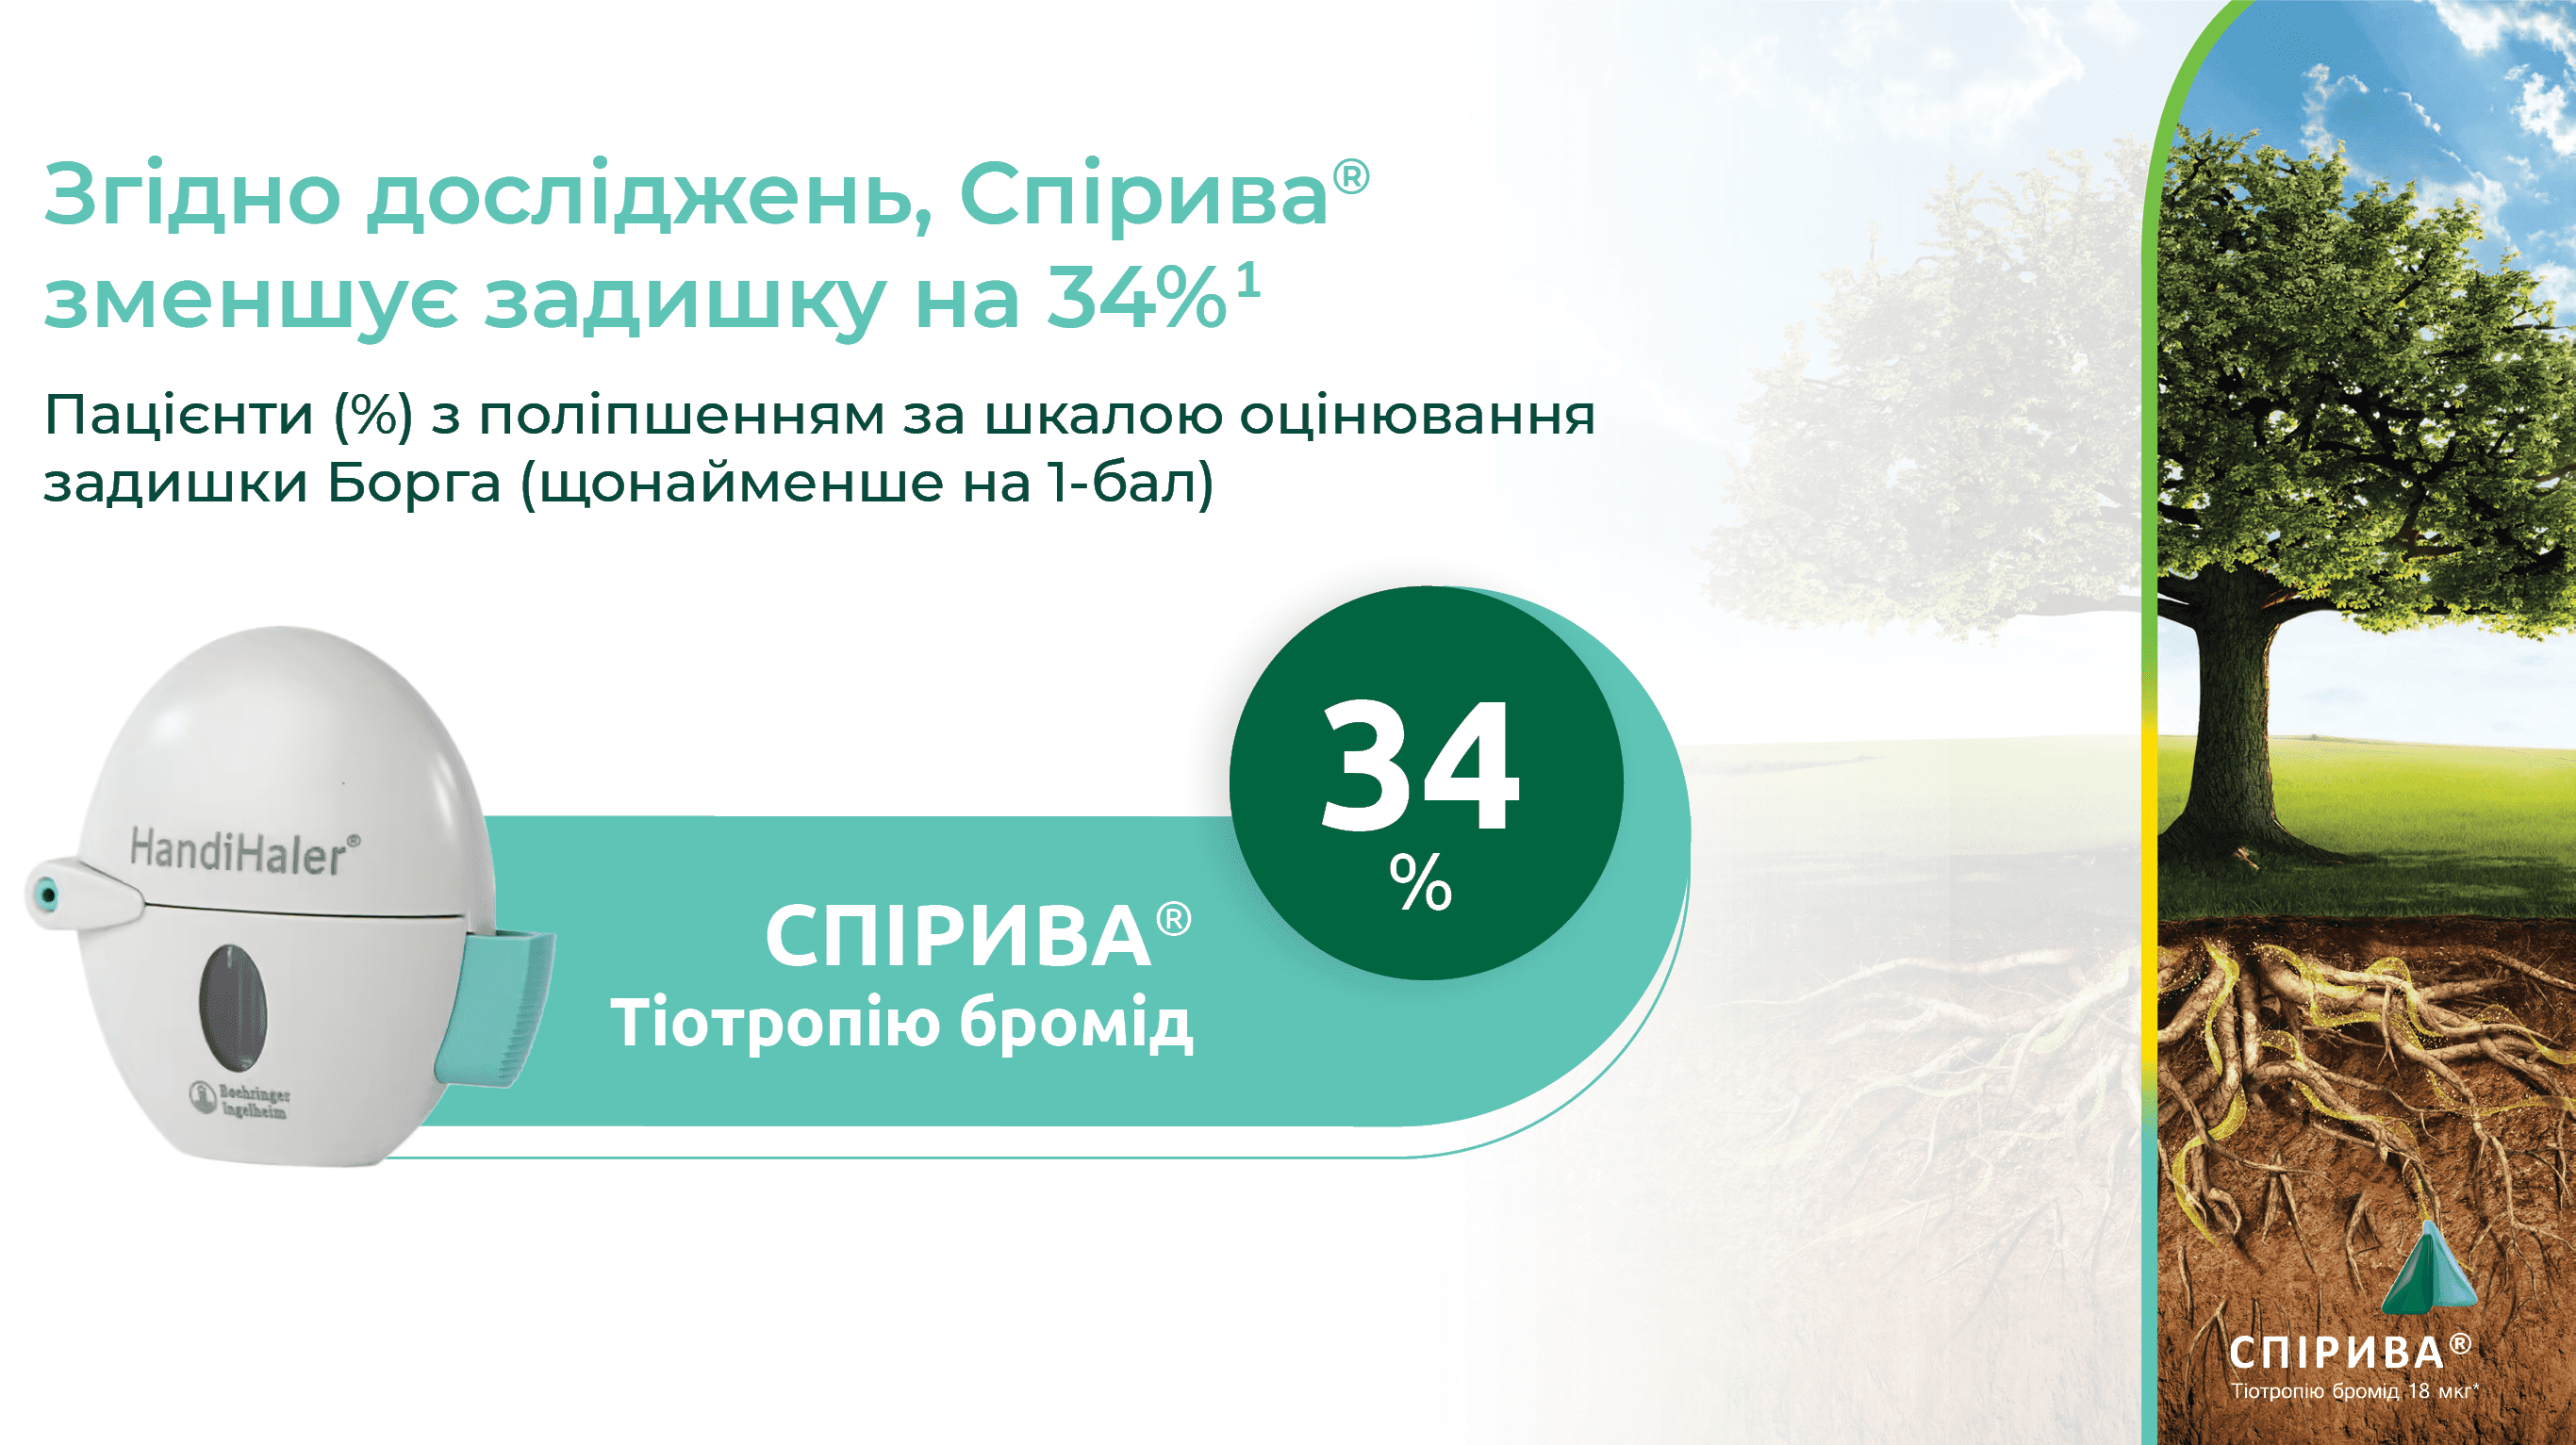 Згідно досліджень, Спірива®
зменшує задишку на 34%¹
Пацієнти (%) з поліпшенням за шкалою оцінювання
задишки Борга (щонайменше на 1-бал)
34
%
HandiHaler®
СПІРИВА®
Тіотропію бромід
Boehringer
Ingelheim
СПІРИВА®
Тіотропію бромід 18 мкг*